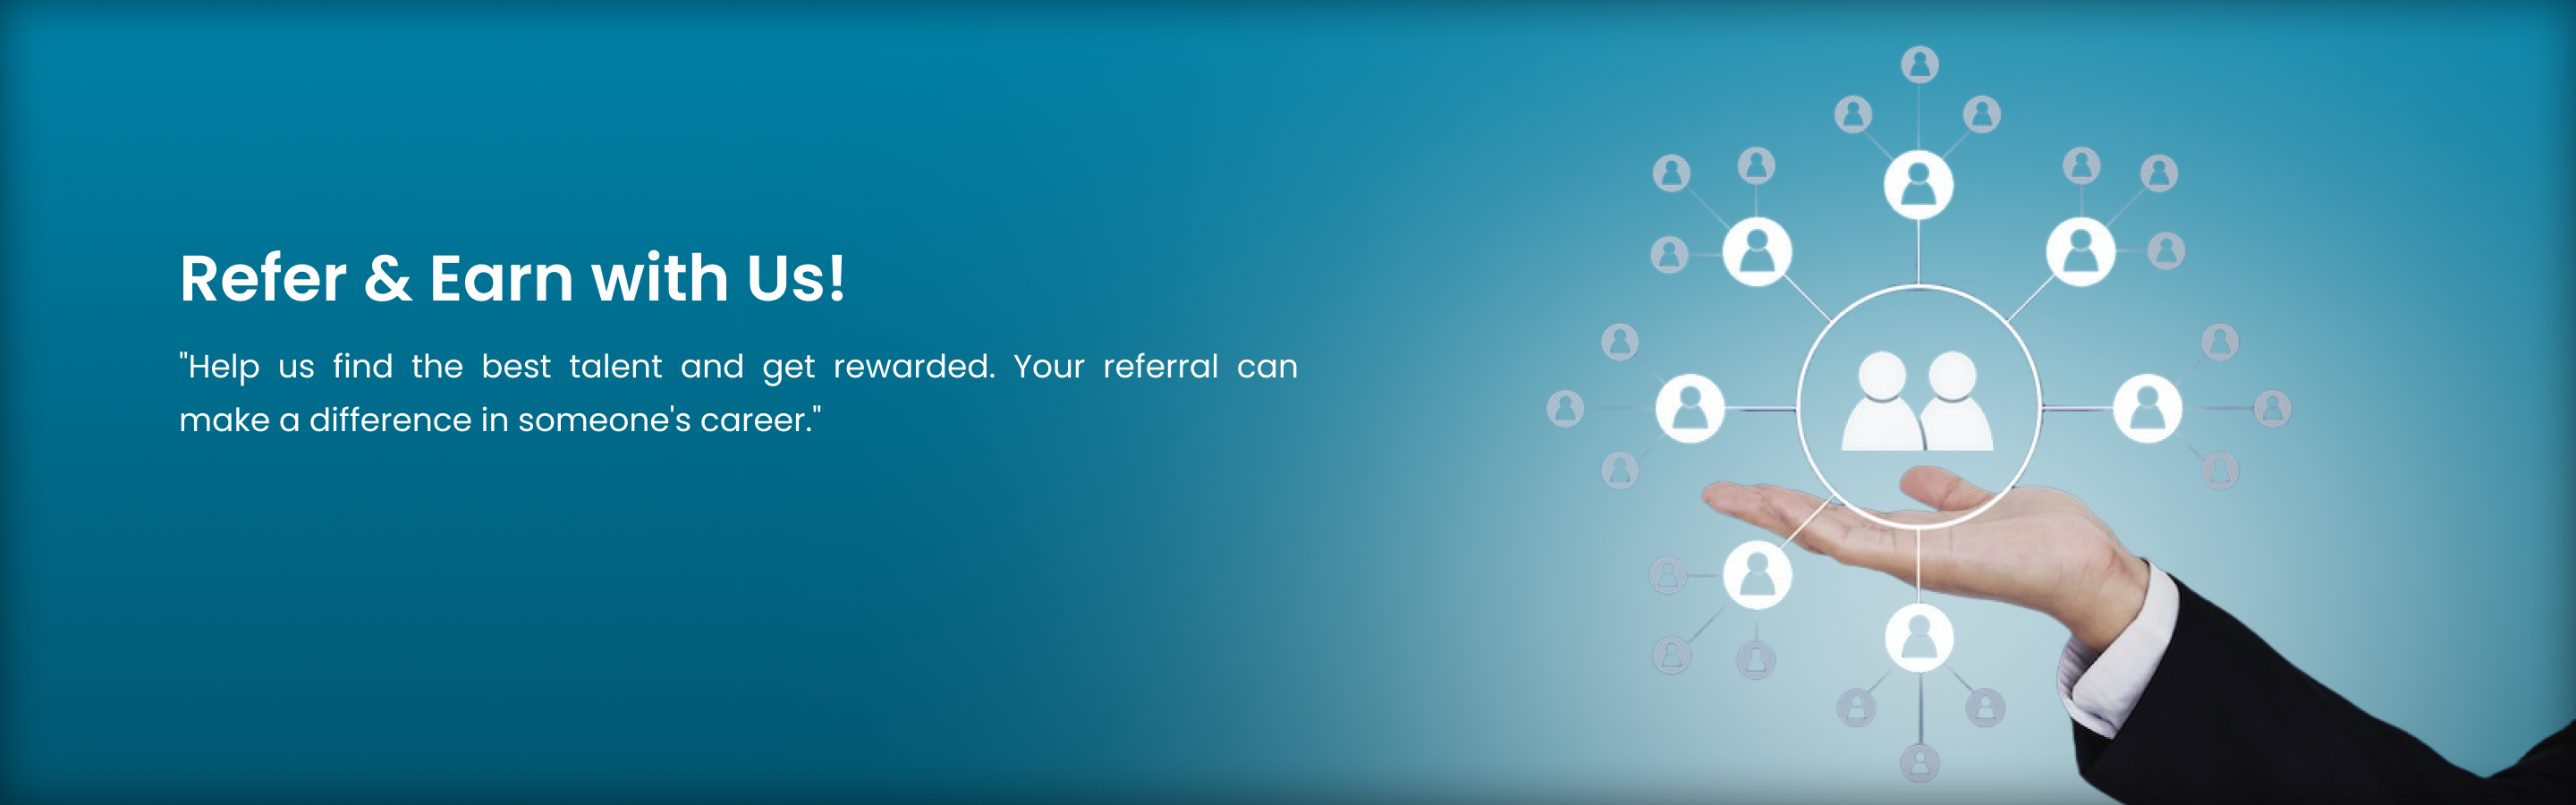 Refer & Earn with Us!
"Help us find the best talent and get rewarded. Your referral can
make a difference in someone's career."